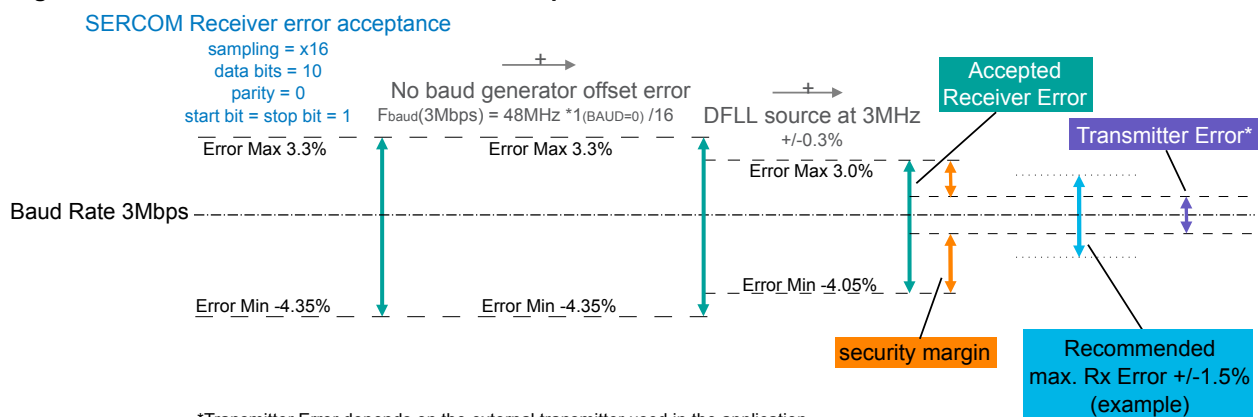 SERCOM Receiver error acceptance
sampling = x16
data bits = 10
parity = 0
start bit = stop bit = 1
+
No baud generator offset error
Fbaud(3Mbps) = 48MHz *1(BAUD=0) /16
+
DFLL source at 3MHz
+/-0.3%
Accepted
Receiver Error
Transmitter Error*
Error Max 3.3%
Error Max 3.3%
Error Max 3.0%
Baud Rate 3Mbps
Error Min -4.35%
Error Min -4.35%
Error Min -4.05%
security margin
Recommended
max. Rx Error +/-1.5%
(example)
*Transmitter Error depends on the external transmitter used in the application